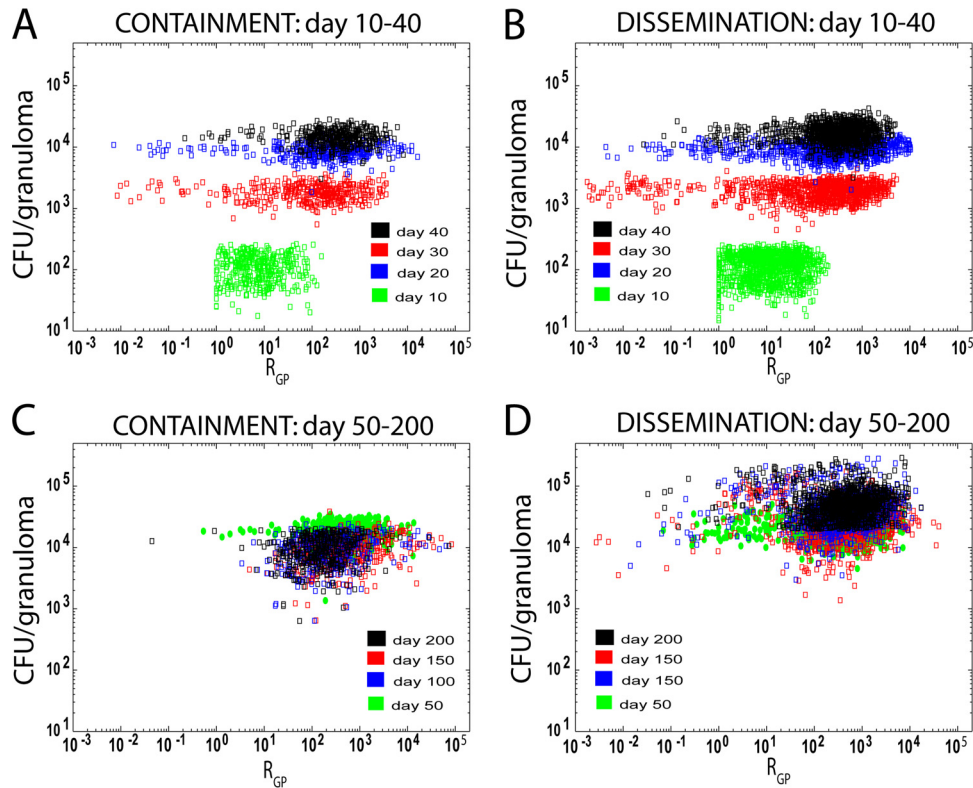 A CONTAINMENT: day 10-40
CFU/granuloma
10^5
10^4
10^3
10^2
10^1
day 40
day 30
day 20
day 10
10^-3 10^-2 10^-1 10^0 10^1 10^2 10^3 10^4 10^5
R_GP
B DISSEMINATION: day 10-40
CFU/granuloma
10^5
10^4
10^3
10^2
10^1
day 40
day 30
day 20
day 10
10^-3 10^-2 10^-1 10^0 10^1 10^2 10^3 10^4 10^5
R_GP
C CONTAINMENT: day 50-200
CFU/granuloma
10^5
10^4
10^3
10^2
10^1
day 200
day 150
day 100
day 50
10^-3 10^-2 10^-1 10^0 10^1 10^2 10^3 10^4 10^5
R_GP
D DISSEMINATION: day 50-200
CFU/granuloma
10^5
10^4
10^3
10^2
10^1
day 200
day 150
day 150
day 50
10^-3 10^-2 10^-1 10^0 10^1 10^2 10^3 10^4 10^5
R_GP